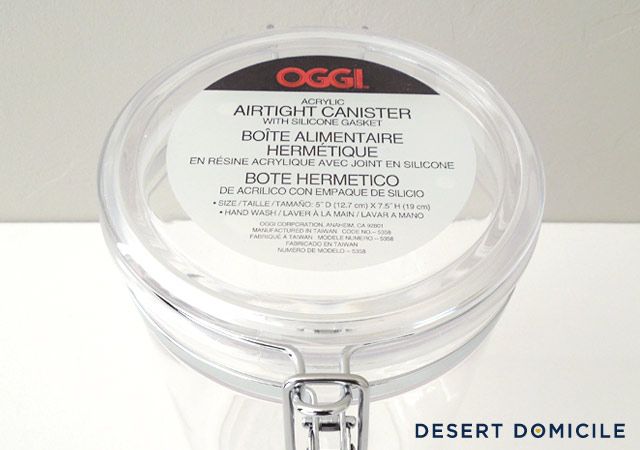 OGGI
ACRYLIC
AIRTIGHT CANISTER
WITH SILICONE GASKET
BOÎTE ALIMENTAIRE
HERMÉTIQUE
EN RÉSINE ACRYLIQUE AVEC JOINT EN SILICONE
BOTE HERMETICO
DE ACRILICO CON EMPAQUE DE SILICIO
• SIZE / TAILLE / TAMAÑO: 5" D (12.7 cm) X 7.5" H (19 cm)
• HAND WASH / LAVER À LA MAIN / LAVAR A MANO
OGGI CORPORATION, ANAHEIM, CA 92801
MANUFACTURED IN TAIWAN CODE NO.– 5358
FABRIQUÉ A TAIWAN MODELE NUMERO – 5358
FABRICADO EN TAIWAN
NUMERO DE MODELO – 5358
DESERT DOMICILE